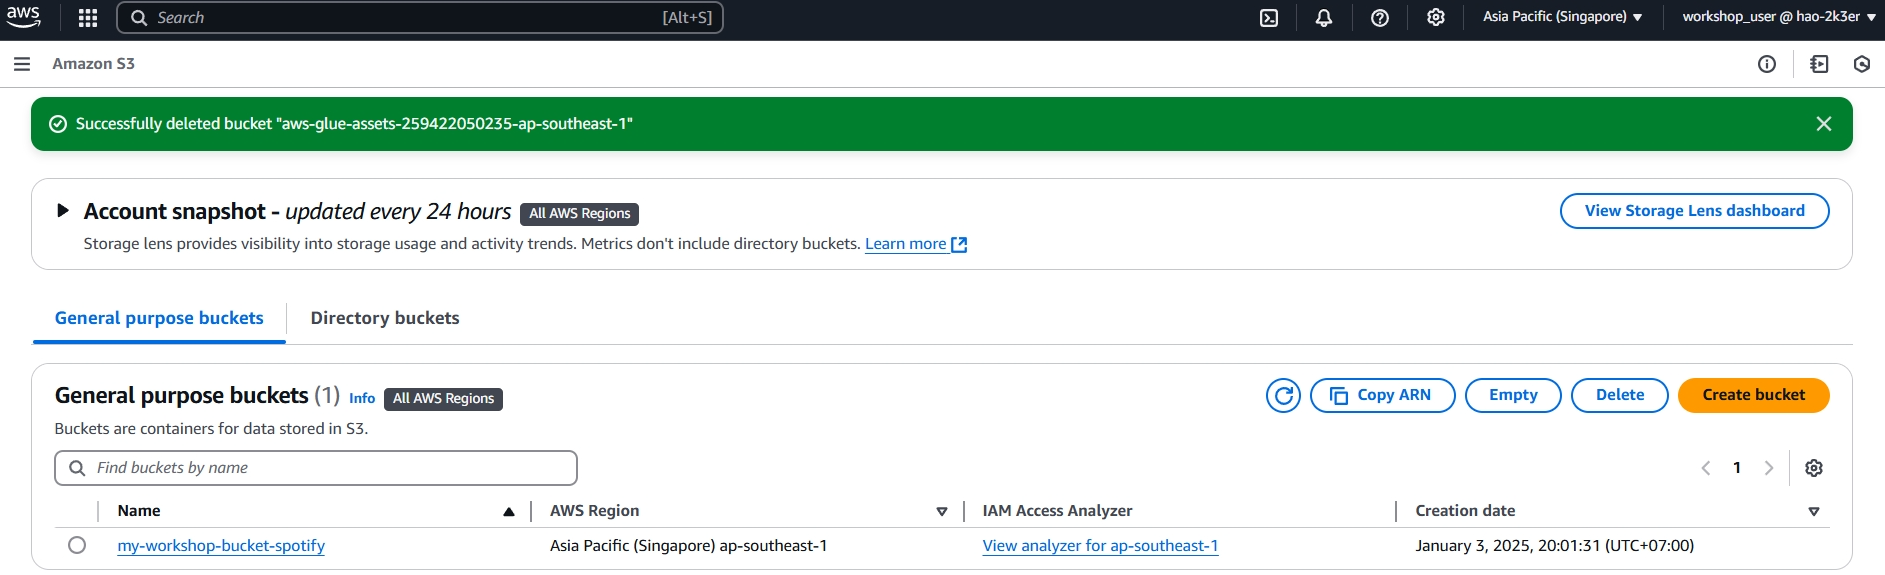 aws
Search [Alt+S] Asia Pacific (Singapore) workshop_user @ hao-2k3er
Amazon S3
Successfully deleted bucket "aws-glue-assets-259422050235-ap-southeast-1"
Account snapshot - updated every 24 hours All AWS Regions View Storage Lens dashboard
Storage lens provides visibility into storage usage and activity trends. Metrics don't include directory buckets. Learn more
General purpose buckets Directory buckets
General purpose buckets (1) Info All AWS Regions Copy ARN Empty Delete Create bucket
Buckets are containers for data stored in S3.
Find buckets by name 1
Name AWS Region IAM Access Analyzer Creation date
my-workshop-bucket-spotify Asia Pacific (Singapore) ap-southeast-1 View analyzer for ap-southeast-1 January 3, 2025, 20:01:31 (UTC+07:00)